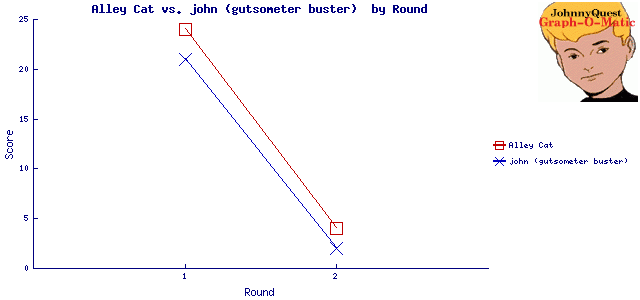 Alley Cat vs. john (gutsometer buster)  by Round
JohnnyQuest
Graph-O-Matic
25
20
15
10
5
0
Score
1
2
Round
Alley Cat
john (gutsometer buster)